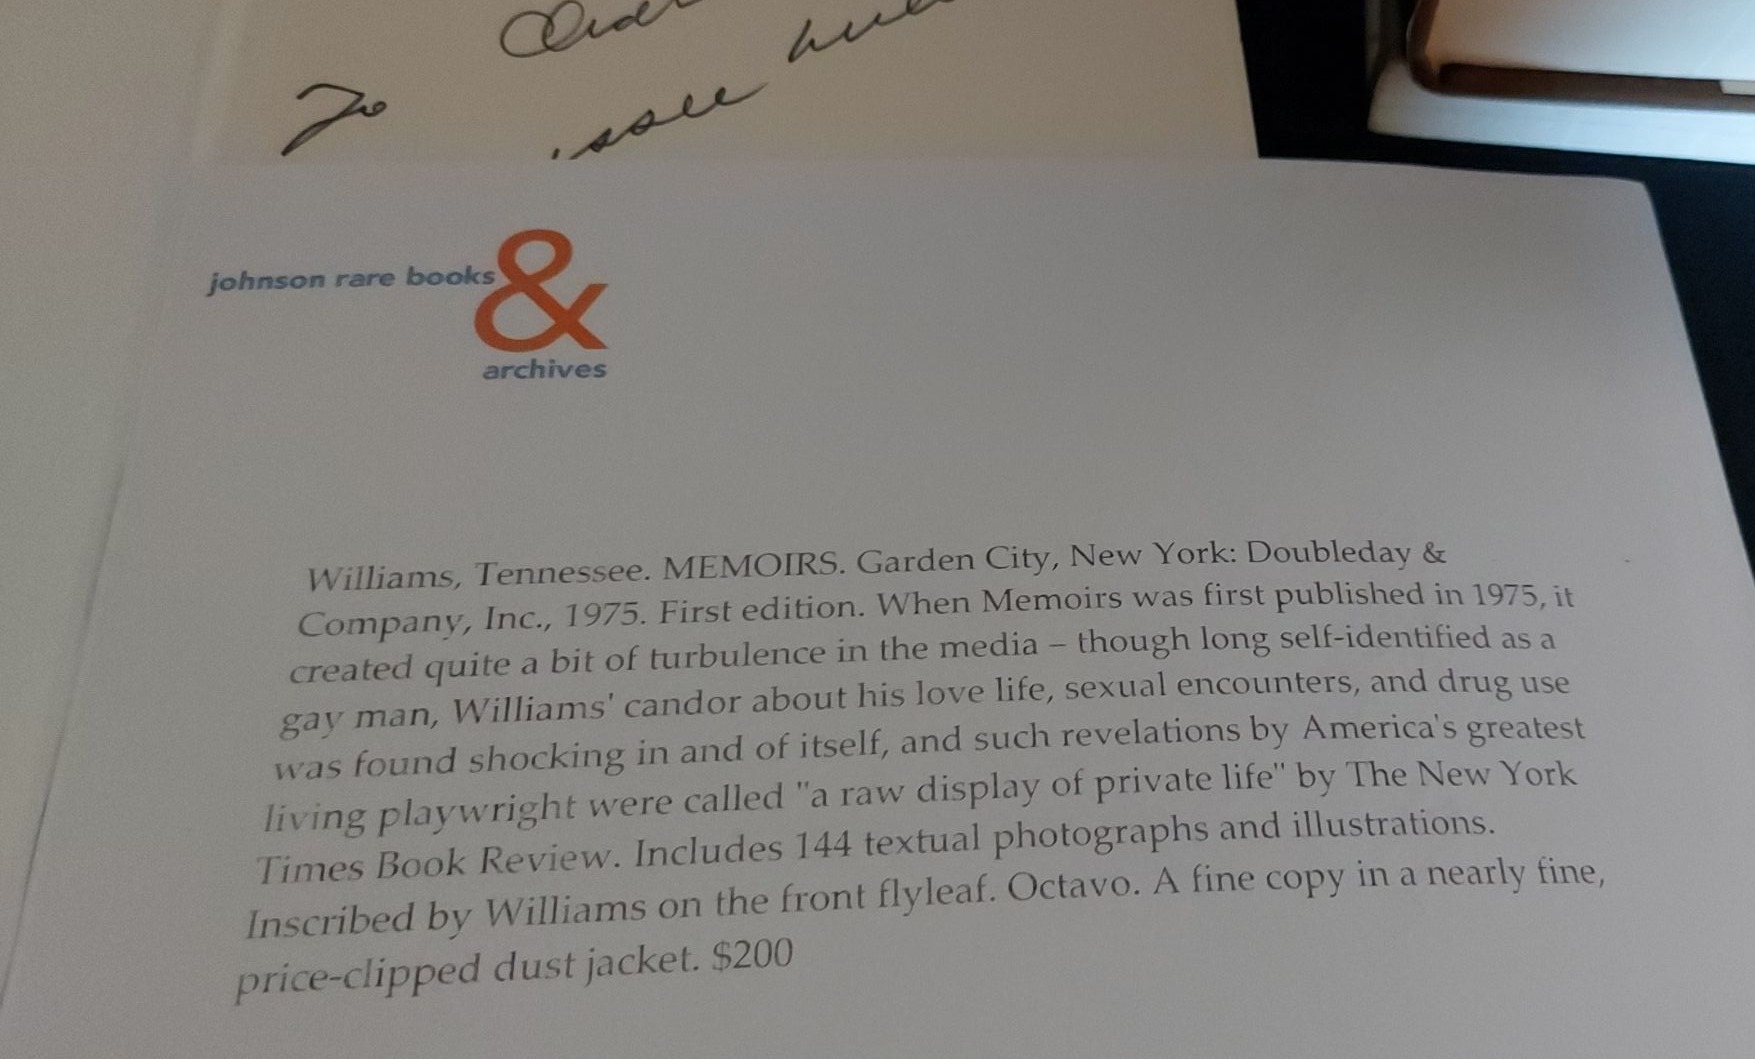 To
johnson rare books
&
archives
Williams, Tennessee. MEMOIRS. Garden City, New York: Doubleday &
Company, Inc., 1975. First edition. When Memoirs was first published in 1975, it
created quite a bit of turbulence in the media – though long self-identified as a
gay man, Williams' candor about his love life, sexual encounters, and drug use
was found shocking in and of itself, and such revelations by America's greatest
living playwright were called "a raw display of private life" by The New York
Times Book Review. Includes 144 textual photographs and illustrations.
Inscribed by Williams on the front flyleaf. Octavo. A fine copy in a nearly fine,
price-clipped dust jacket. $200